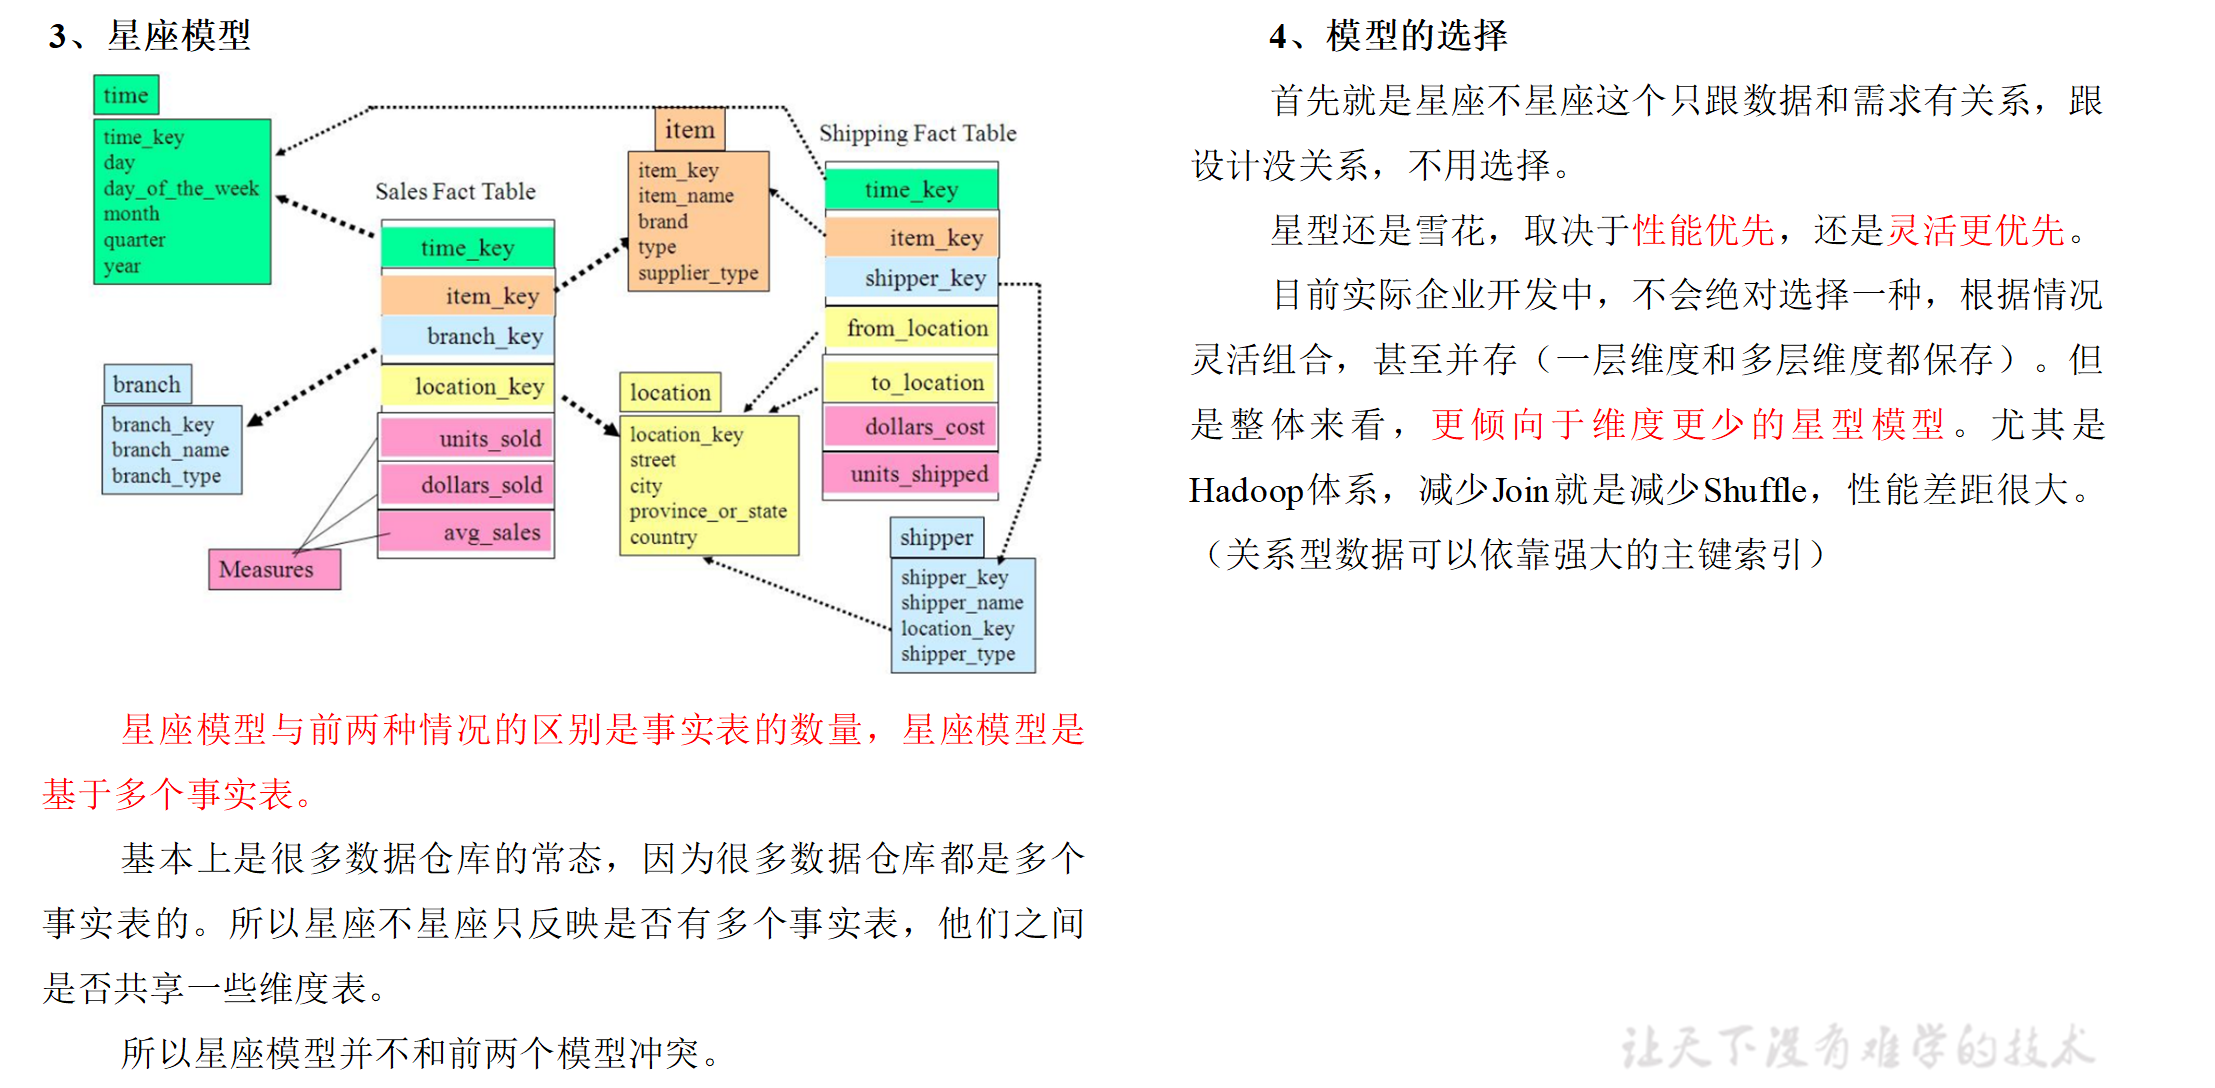 3、星座模型
time
time_key
day
day_of_the_week
month
quarter
year
Sales Fact Table
time_key
item_key
branch_key
location_key
units_sold
dollars_sold
avg_sales
Measures
branch
branch_key
branch_name
branch_type
item
item_key
item_name
brand
type
supplier_type
location
location_key
street
city
province_or_state
country
Shipping Fact Table
time_key
item_key
shipper_key
from_location
to_location
dollars_cost
units_shipped
shipper
shipper_key
shipper_name
location_key
shipper_type
星座模型与前两种情况的区别是事实表的数量，星座模型是
基于多个事实表。
基本上是很多数据仓库的常态，因为很多数据仓库都是多个
事实表的。所以星座不星座只反映是否有多个事实表，他们之间
是否共享一些维度表。
所以星座模型并不和前两个模型冲突。
4、模型的选择
首先就是星座不星座这个只跟数据和需求有关系，跟
设计没关系，不用选择。
星型还是雪花，取决于性能优先，还是灵活更优先。
目前实际企业开发中，不会绝对选择一种，根据情况
灵活组合，甚至并存（一层维度和多层维度都保存）。但
是整体来看，更倾向于维度更少的星型模型。尤其是
Hadoop体系，减少Join就是减少Shuffle，性能差距很大。
（关系型数据可以依靠强大的主键索引）
让天下没有难学的技术